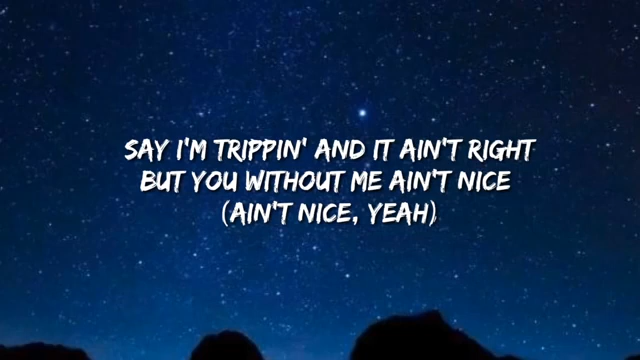 SAY I'M TRIPPIN' AND IT AIN'T RIGHT
BUT YOU WITHOUT ME AIN'T NICE
(AIN'T NICE, YEAH)